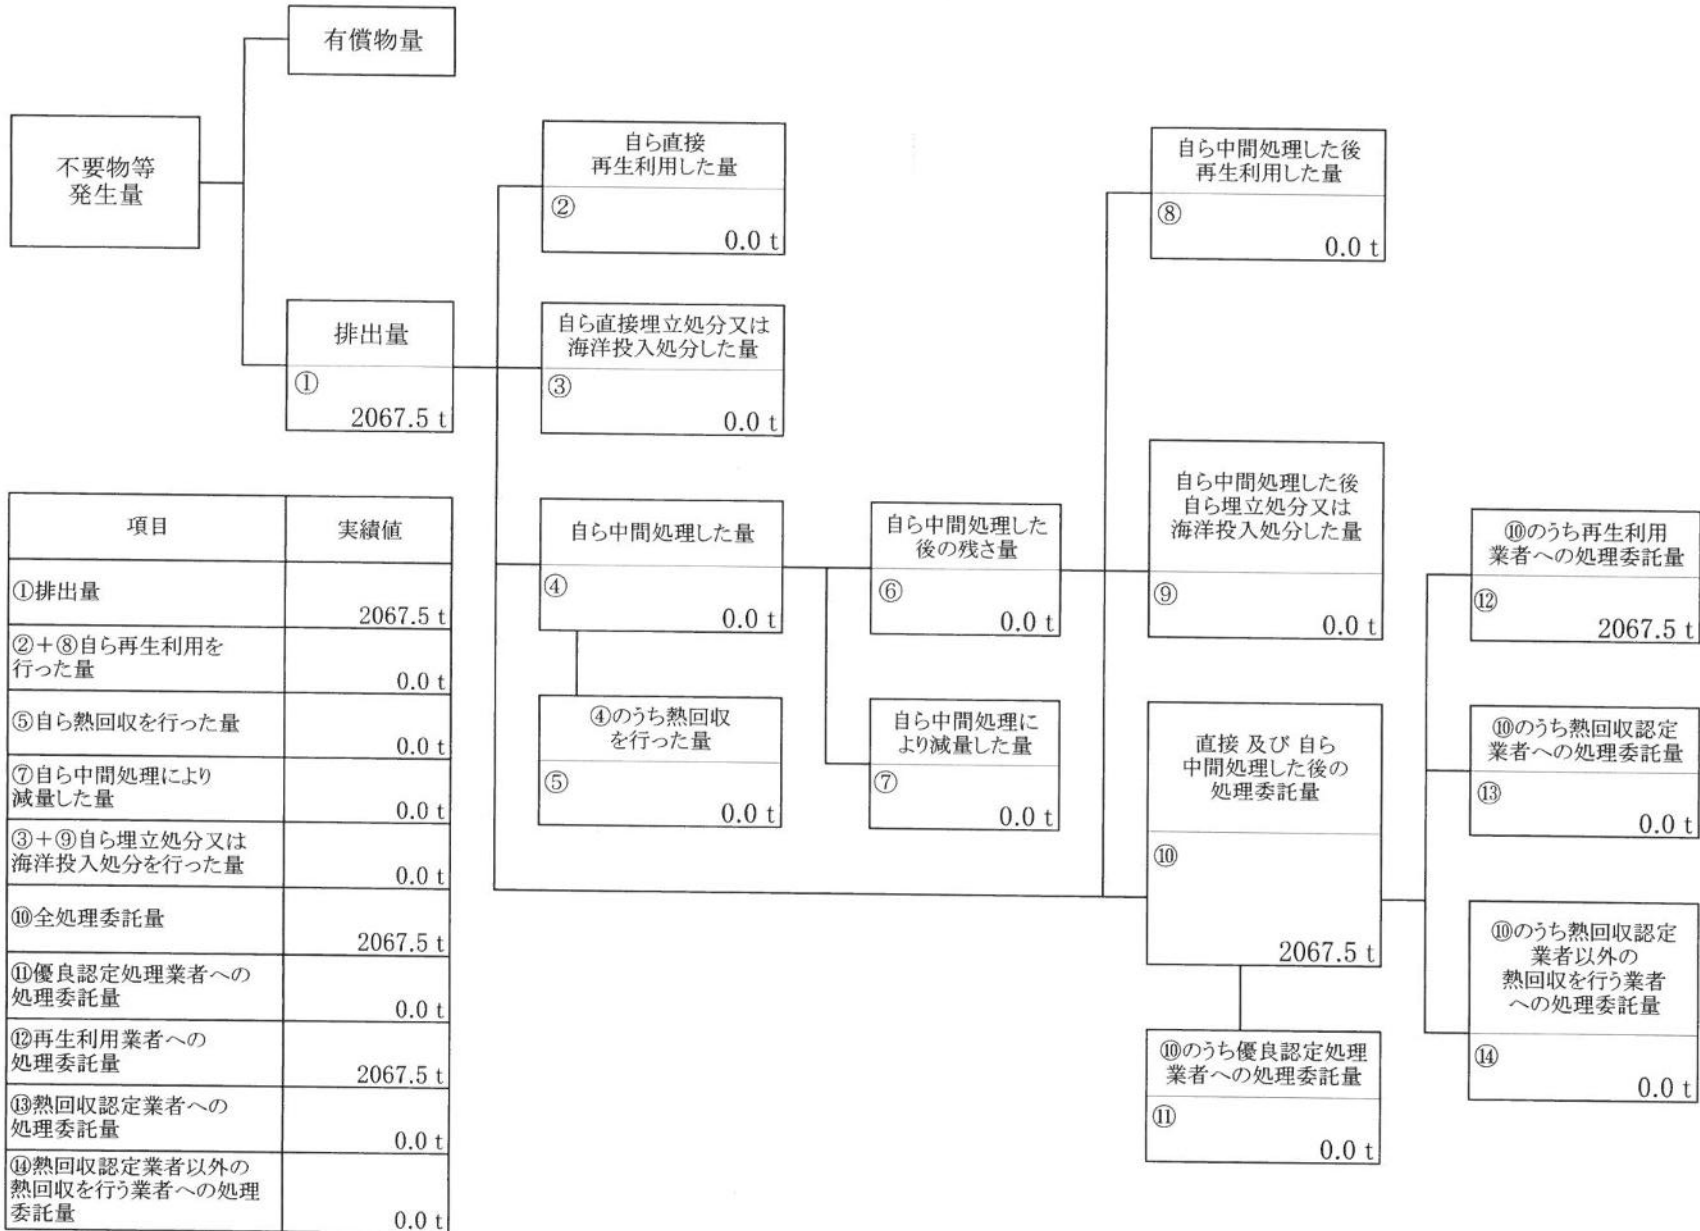 有償物量
不要物等
発生量
自ら直接
再生利用した量
②
0.0 t
自ら中間処理した後
再生利用した量
⑧
0.0 t
排出量
①
2067.5 t
自ら直接埋立処分又は
海洋投入処分した量
③
0.0 t
自ら中間処理した量
④
0.0 t
自ら中間処理した
後の残さ量
⑥
0.0 t
自ら中間処理した後
自ら埋立処分又は
海洋投入処分した量
⑨
0.0 t
⑩のうち再生利用
業者への処理委託量
⑫
2067.5 t
④のうち熱回収
を行った量
⑤
0.0 t
自ら中間処理に
より減量した量
⑦
0.0 t
直接 及び 自ら
中間処理した後の
処理委託量
⑩
2067.5 t
⑩のうち熱回収認定
業者への処理委託量
⑬
0.0 t
⑩のうち熱回収認定
業者以外の
熱回収を行う業者
への処理委託量
⑭
0.0 t
⑩のうち優良認定処理
業者への処理委託量
⑪
0.0 t
項目 実績値
①排出量
2067.5 t
②+⑧自ら再生利用を
行った量
0.0 t
⑤自ら熱回収を行った量
0.0 t
⑦自ら中間処理により
減量した量
0.0 t
③+⑨自ら埋立処分又は
海洋投入処分を行った量
0.0 t
⑩全処理委託量
2067.5 t
⑪優良認定処理業者への
処理委託量
0.0 t
⑫再生利用業者への
処理委託量
2067.5 t
⑬熱回収認定業者への
処理委託量
0.0 t
⑭熱回収認定業者以外の
熱回収を行う業者への処理
委託量
0.0 t